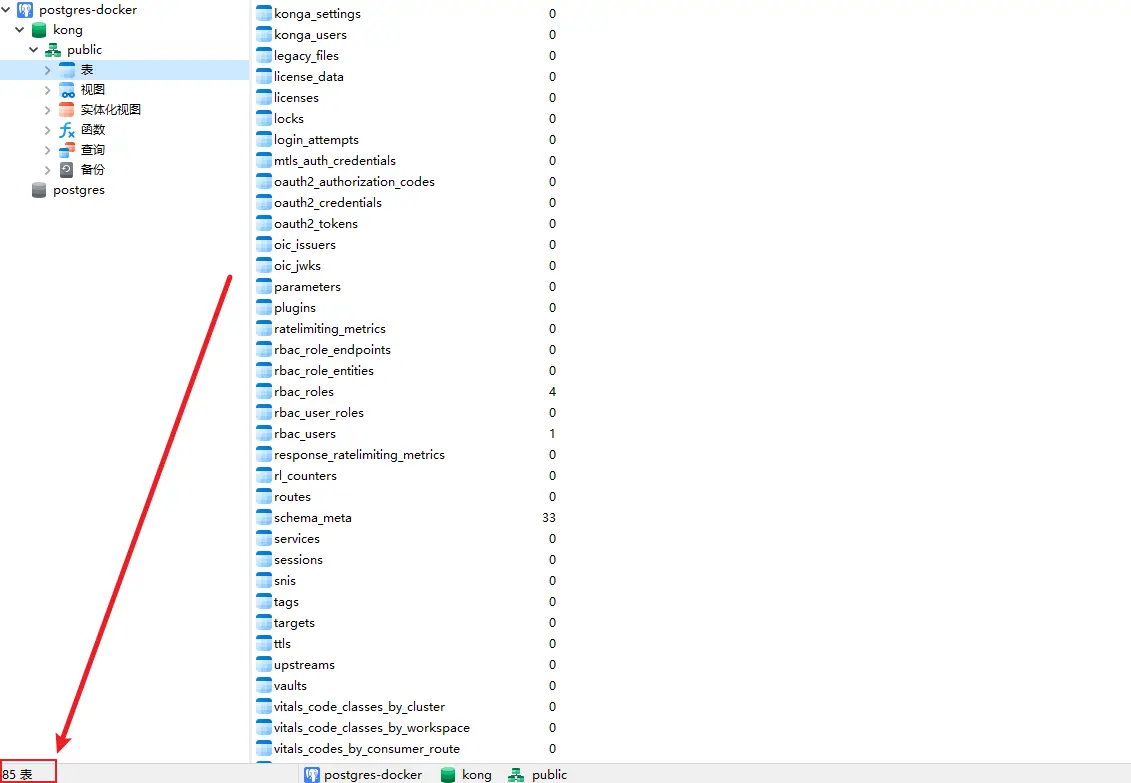 postgres-docker
kong
public
表
视图
实体化视图
函数
查询
备份
postgres
konga_settings 0
konga_users 0
legacy_files 0
license_data 0
licenses 0
locks 0
login_attempts 0
mtls_auth_credentials 0
oauth2_authorization_codes 0
oauth2_credentials 0
oauth2_tokens 0
oic_issuers 0
oic_jwks 0
parameters 0
plugins 0
ratelimiting_metrics 0
rbac_role_endpoints 0
rbac_role_entities 0
rbac_roles 4
rbac_user_roles 0
rbac_users 1
response_ratelimiting_metrics 0
rl_counters 0
routes 0
schema_meta 33
services 0
sessions 0
snis 0
tags 0
targets 0
ttls 0
upstreams 0
vaults 0
vitals_code_classes_by_cluster 0
vitals_code_classes_by_workspace 0
vitals_codes_by_consumer_route 0
85 表 postgres-docker kong public